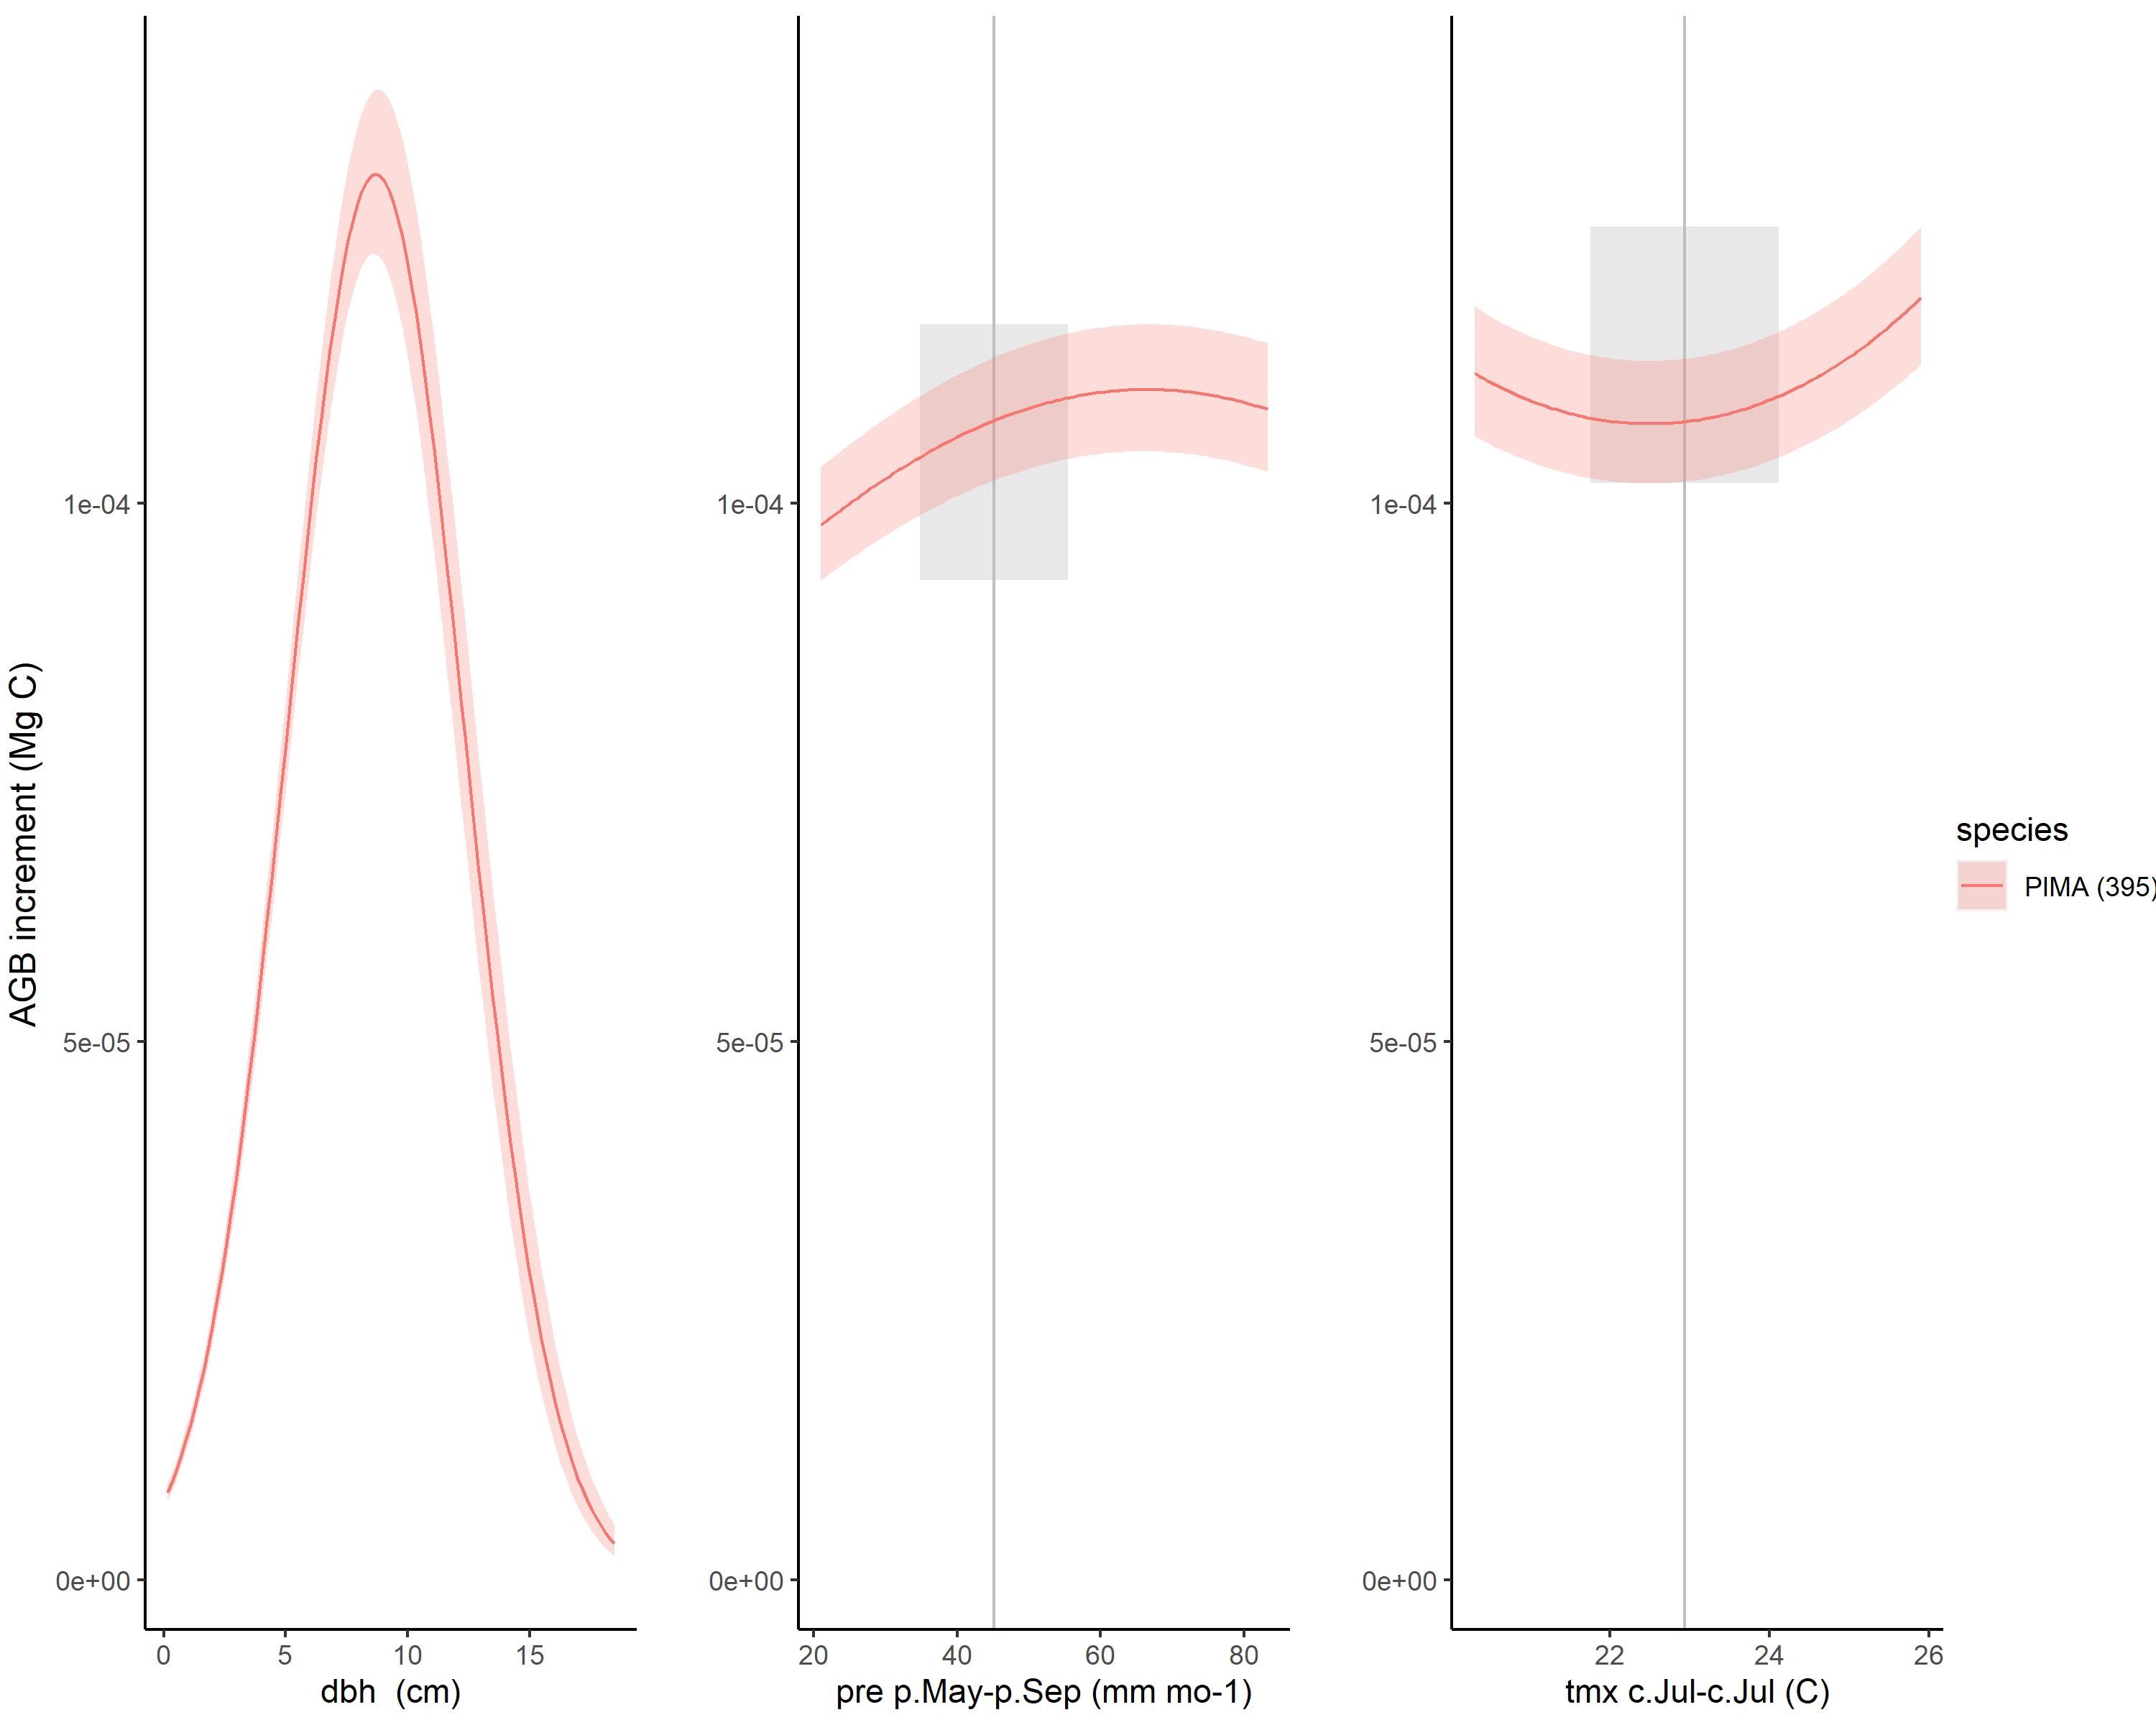 AGB increment (Mg C)
1e-04
5e-05
0e+00
0
5
10
15
dbh  (cm)
1e-04
5e-05
0e+00
20
40
60
80
pre p.May-p.Sep (mm mo-1)
1e-04
5e-05
0e+00
22
24
26
tmx c.Jul-c.Jul (C)
species
PIMA (395)